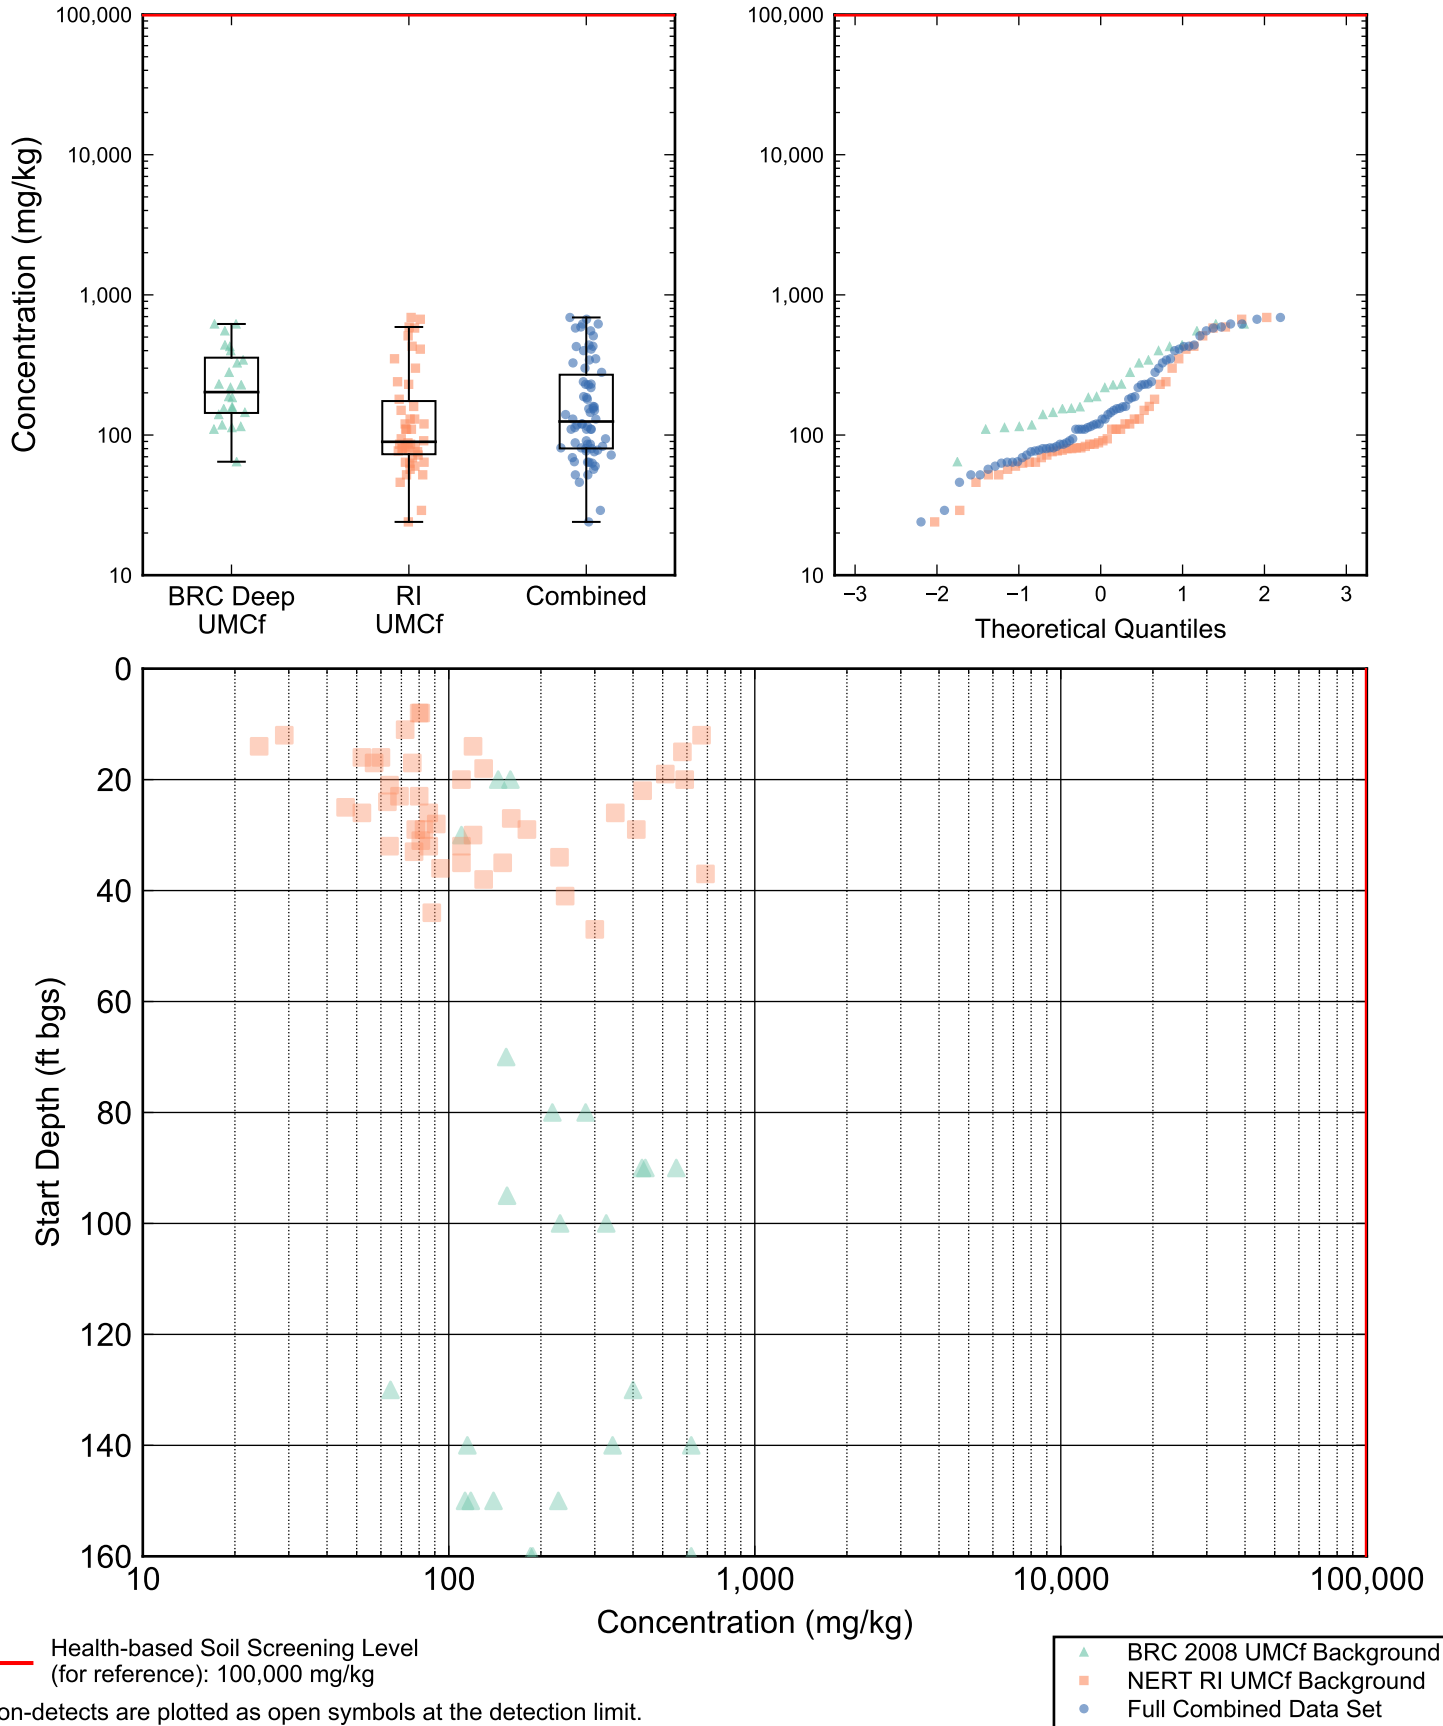 100,000
10,000
1,000
100
10
Concentration (mg/kg)
BRC Deep
UMCf
RI
UMCf
Combined
100,000
10,000
1,000
100
10
−3 −2 −1 0 1 2 3
Theoretical Quantiles
0
20
40
60
80
100
120
140
160
Start Depth (ft bgs)
10 100 1,000 10,000 100,000
Concentration (mg/kg)
Health-based Soil Screening Level
(for reference): 100,000 mg/kg
on-detects are plotted as open symbols at the detection limit.
BRC 2008 UMCf Background
NERT RI UMCf Background
Full Combined Data Set